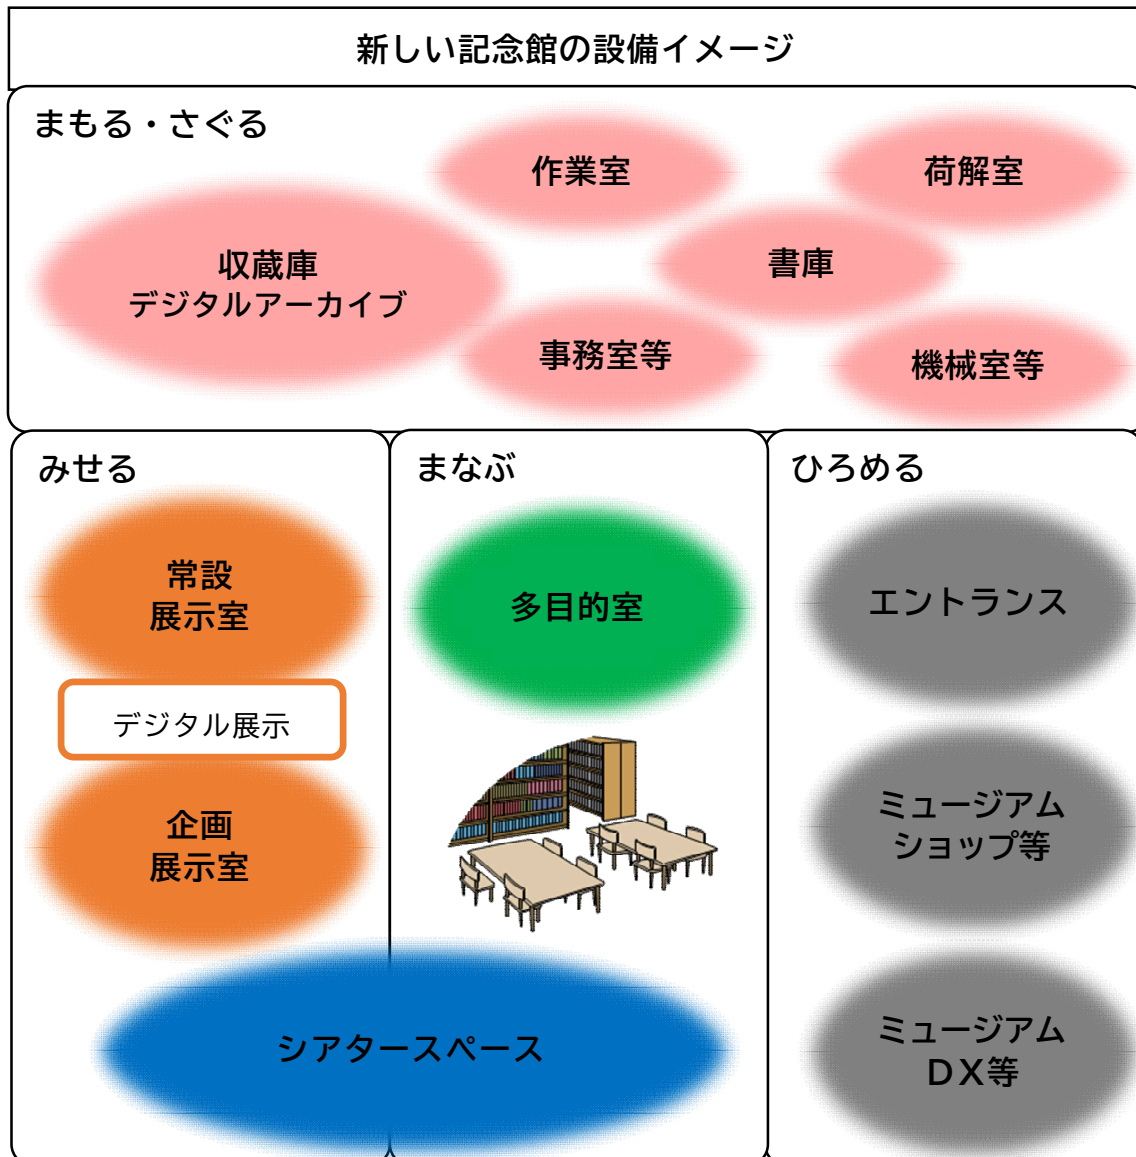 新しい記念館の設備イメージ
まもる・さぐる
作業室
荷解室
収蔵庫
デジタルアーカイブ
書庫
事務室等
機械室等
みせる
常設
展示室
デジタル展示
企画
展示室
まなぶ
多目的室
シアタースペース
ひろめる
エントランス
ミュージアム
ショップ等
ミュージアム
ＤＸ等